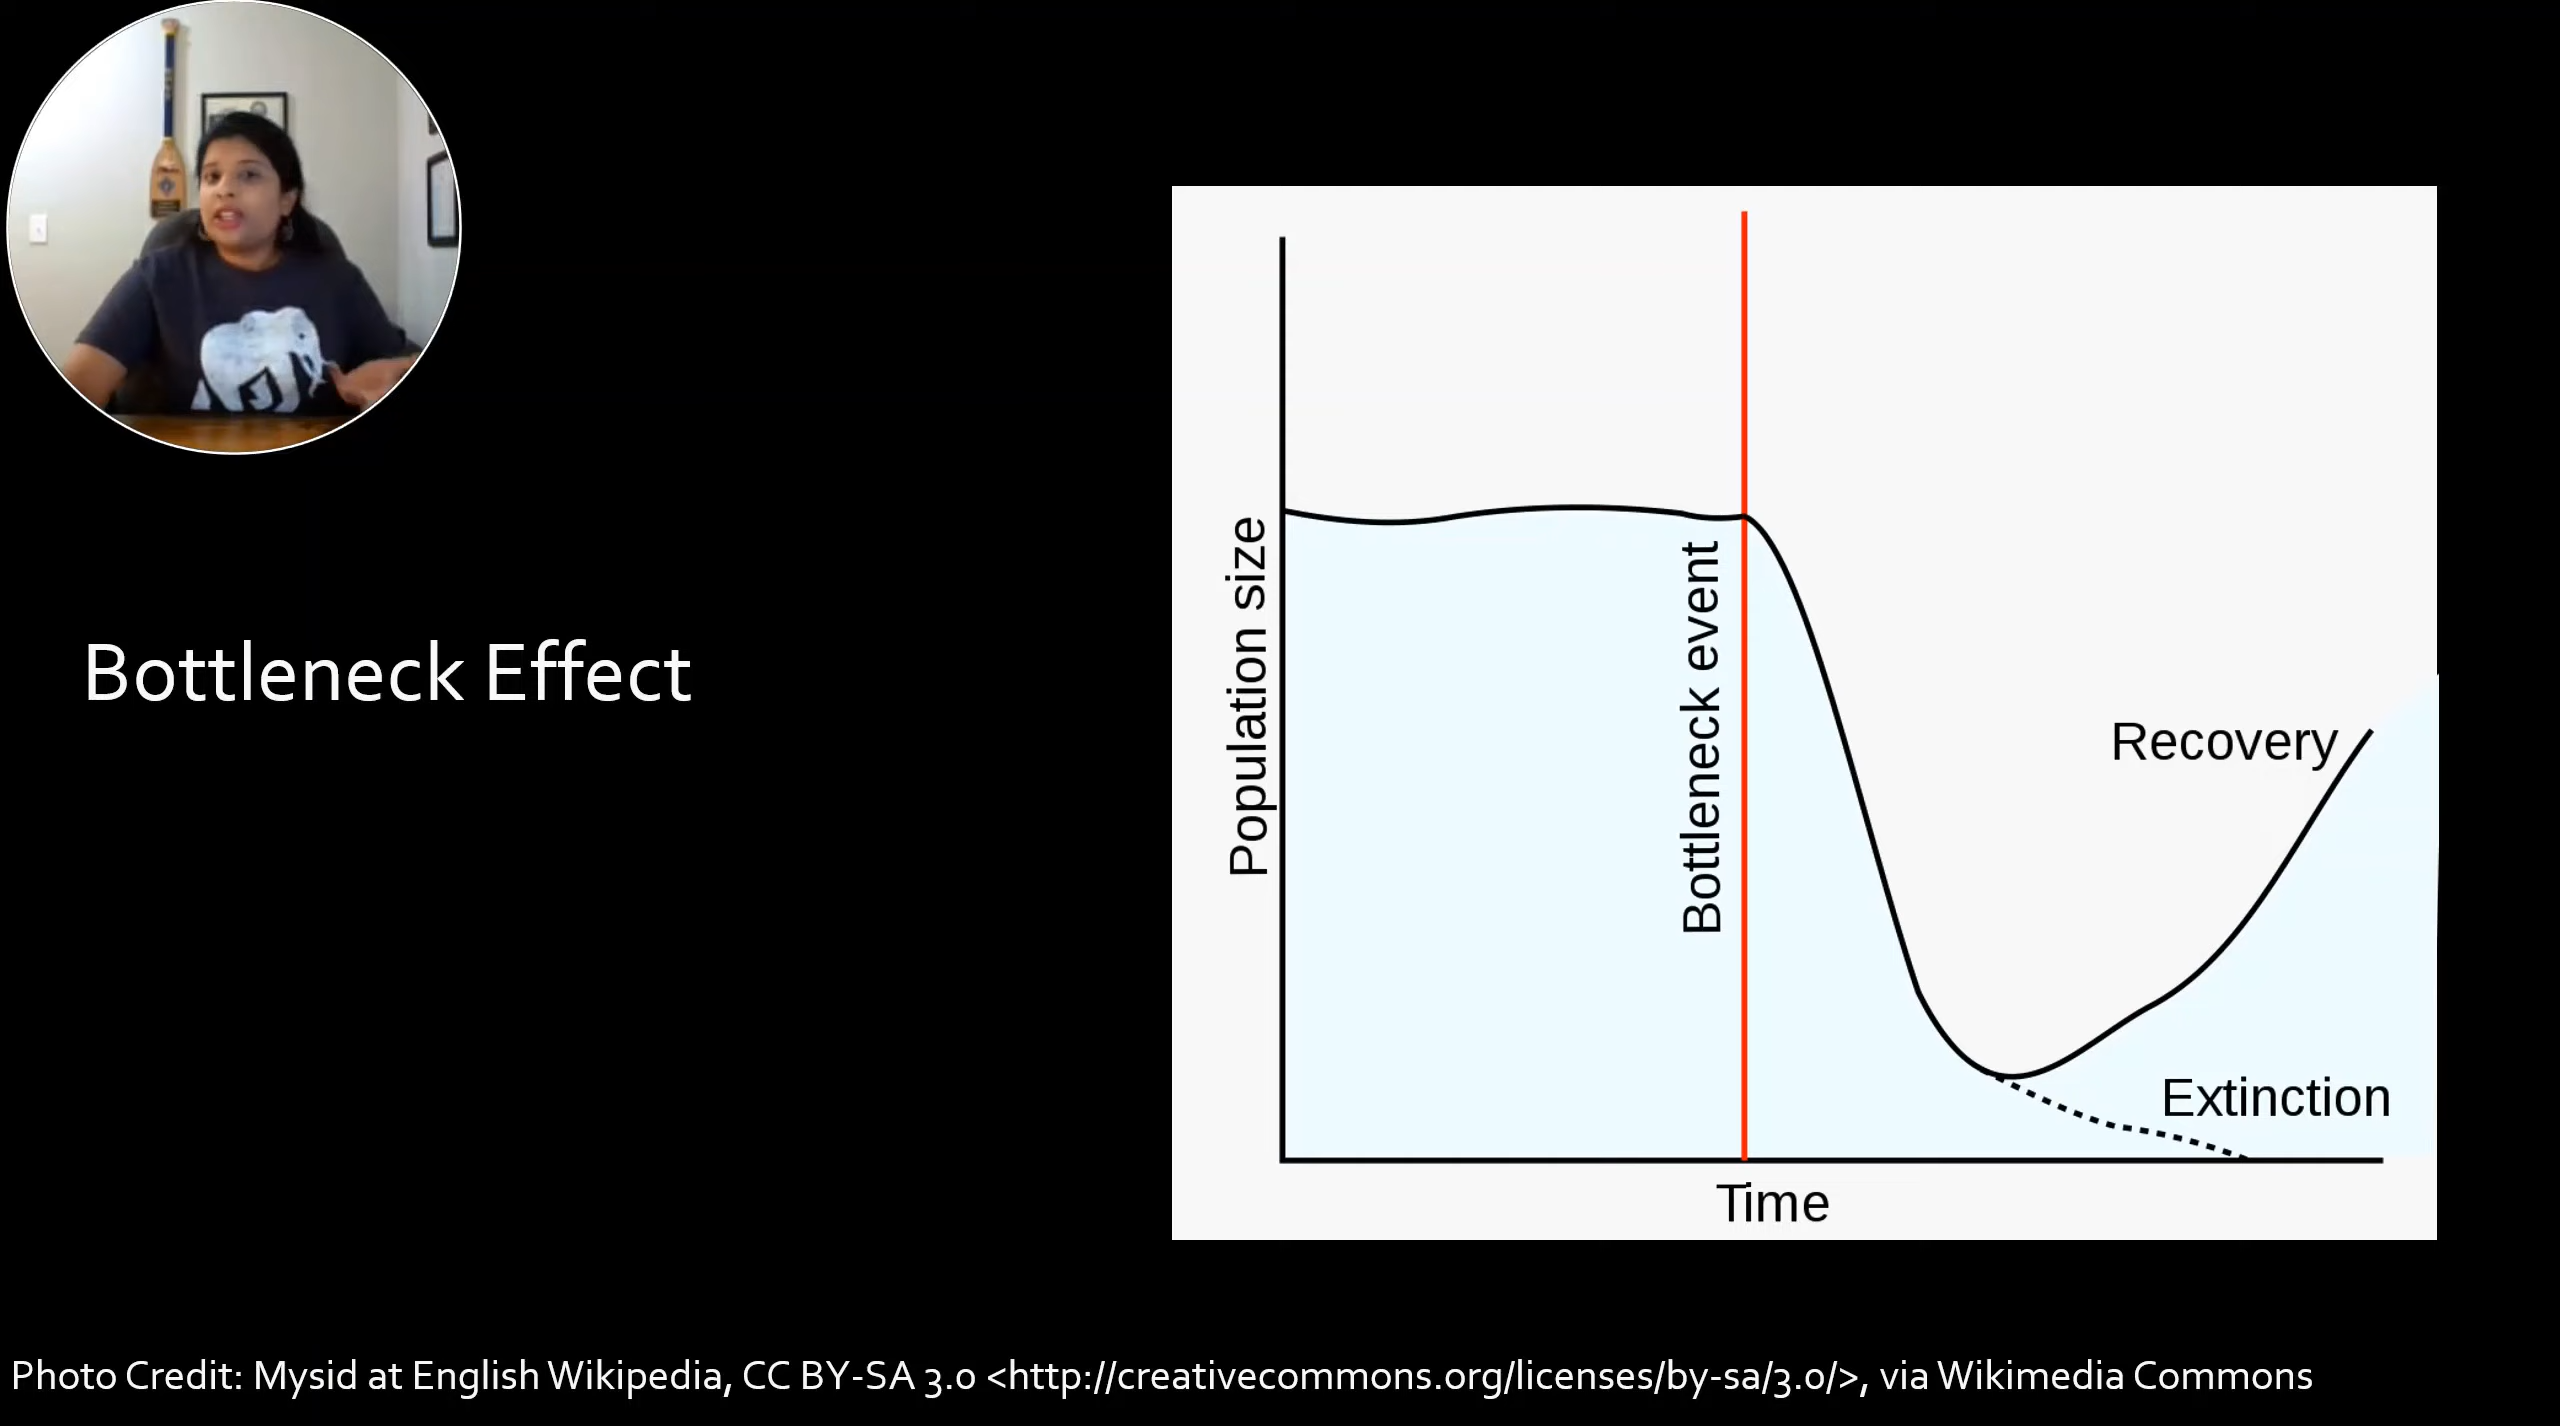 Bottleneck Effect
Population size
Bottleneck event
Recovery
Extinction
Time
Photo Credit: Mysid at English Wikipedia, CC BY-SA 3.0 <http://creativecommons.org/licenses/by-sa/3.0/>, via Wikimedia Commons